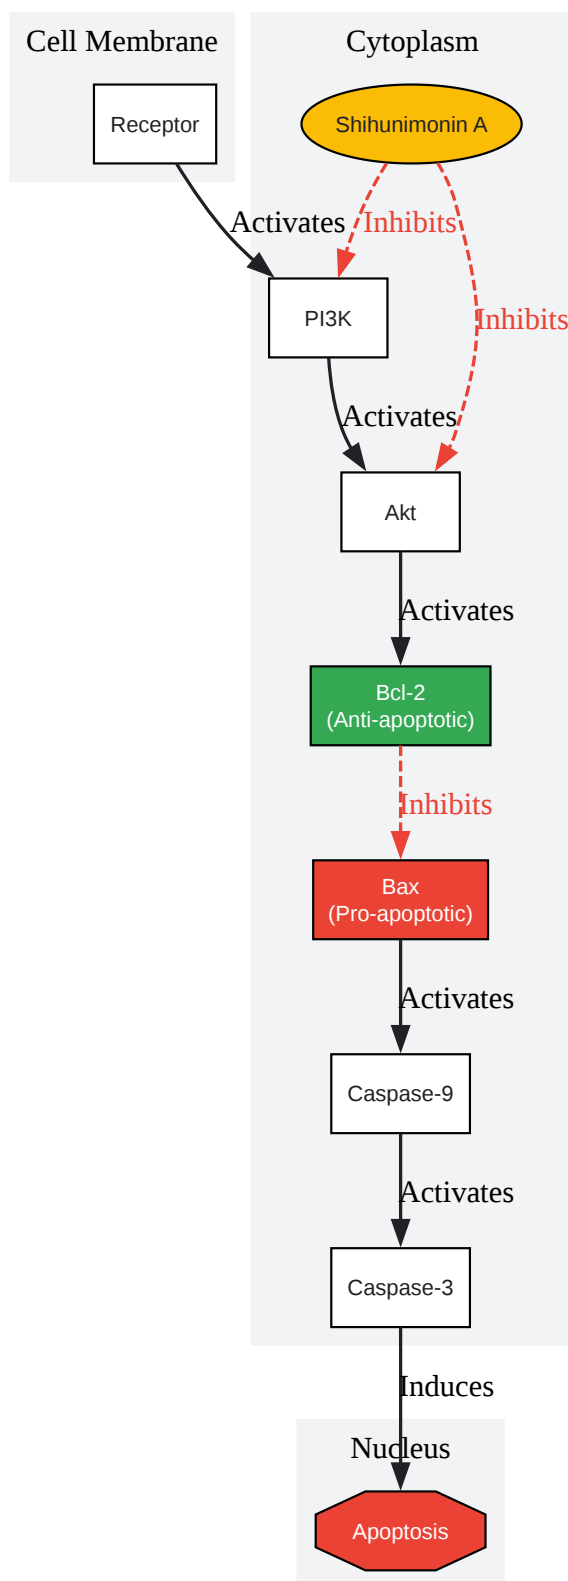 Cell Membrane
Cytoplasm
Receptor
Shihunimonin A
Activates
Inhibits
PI3K
Inhibits
Activates
Akt
Activates
Bcl-2
(Anti-apoptotic)
Inhibits
Bax
(Pro-apoptotic)
Activates
Caspase-9
Activates
Caspase-3
Induces
Nucleus
Apoptosis